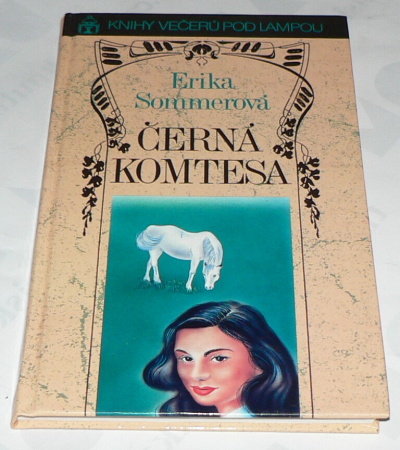 KNIHY VEČERŮ POD LAMPOU
Erika
Sommerová
ČERNÁ
KOMTESA